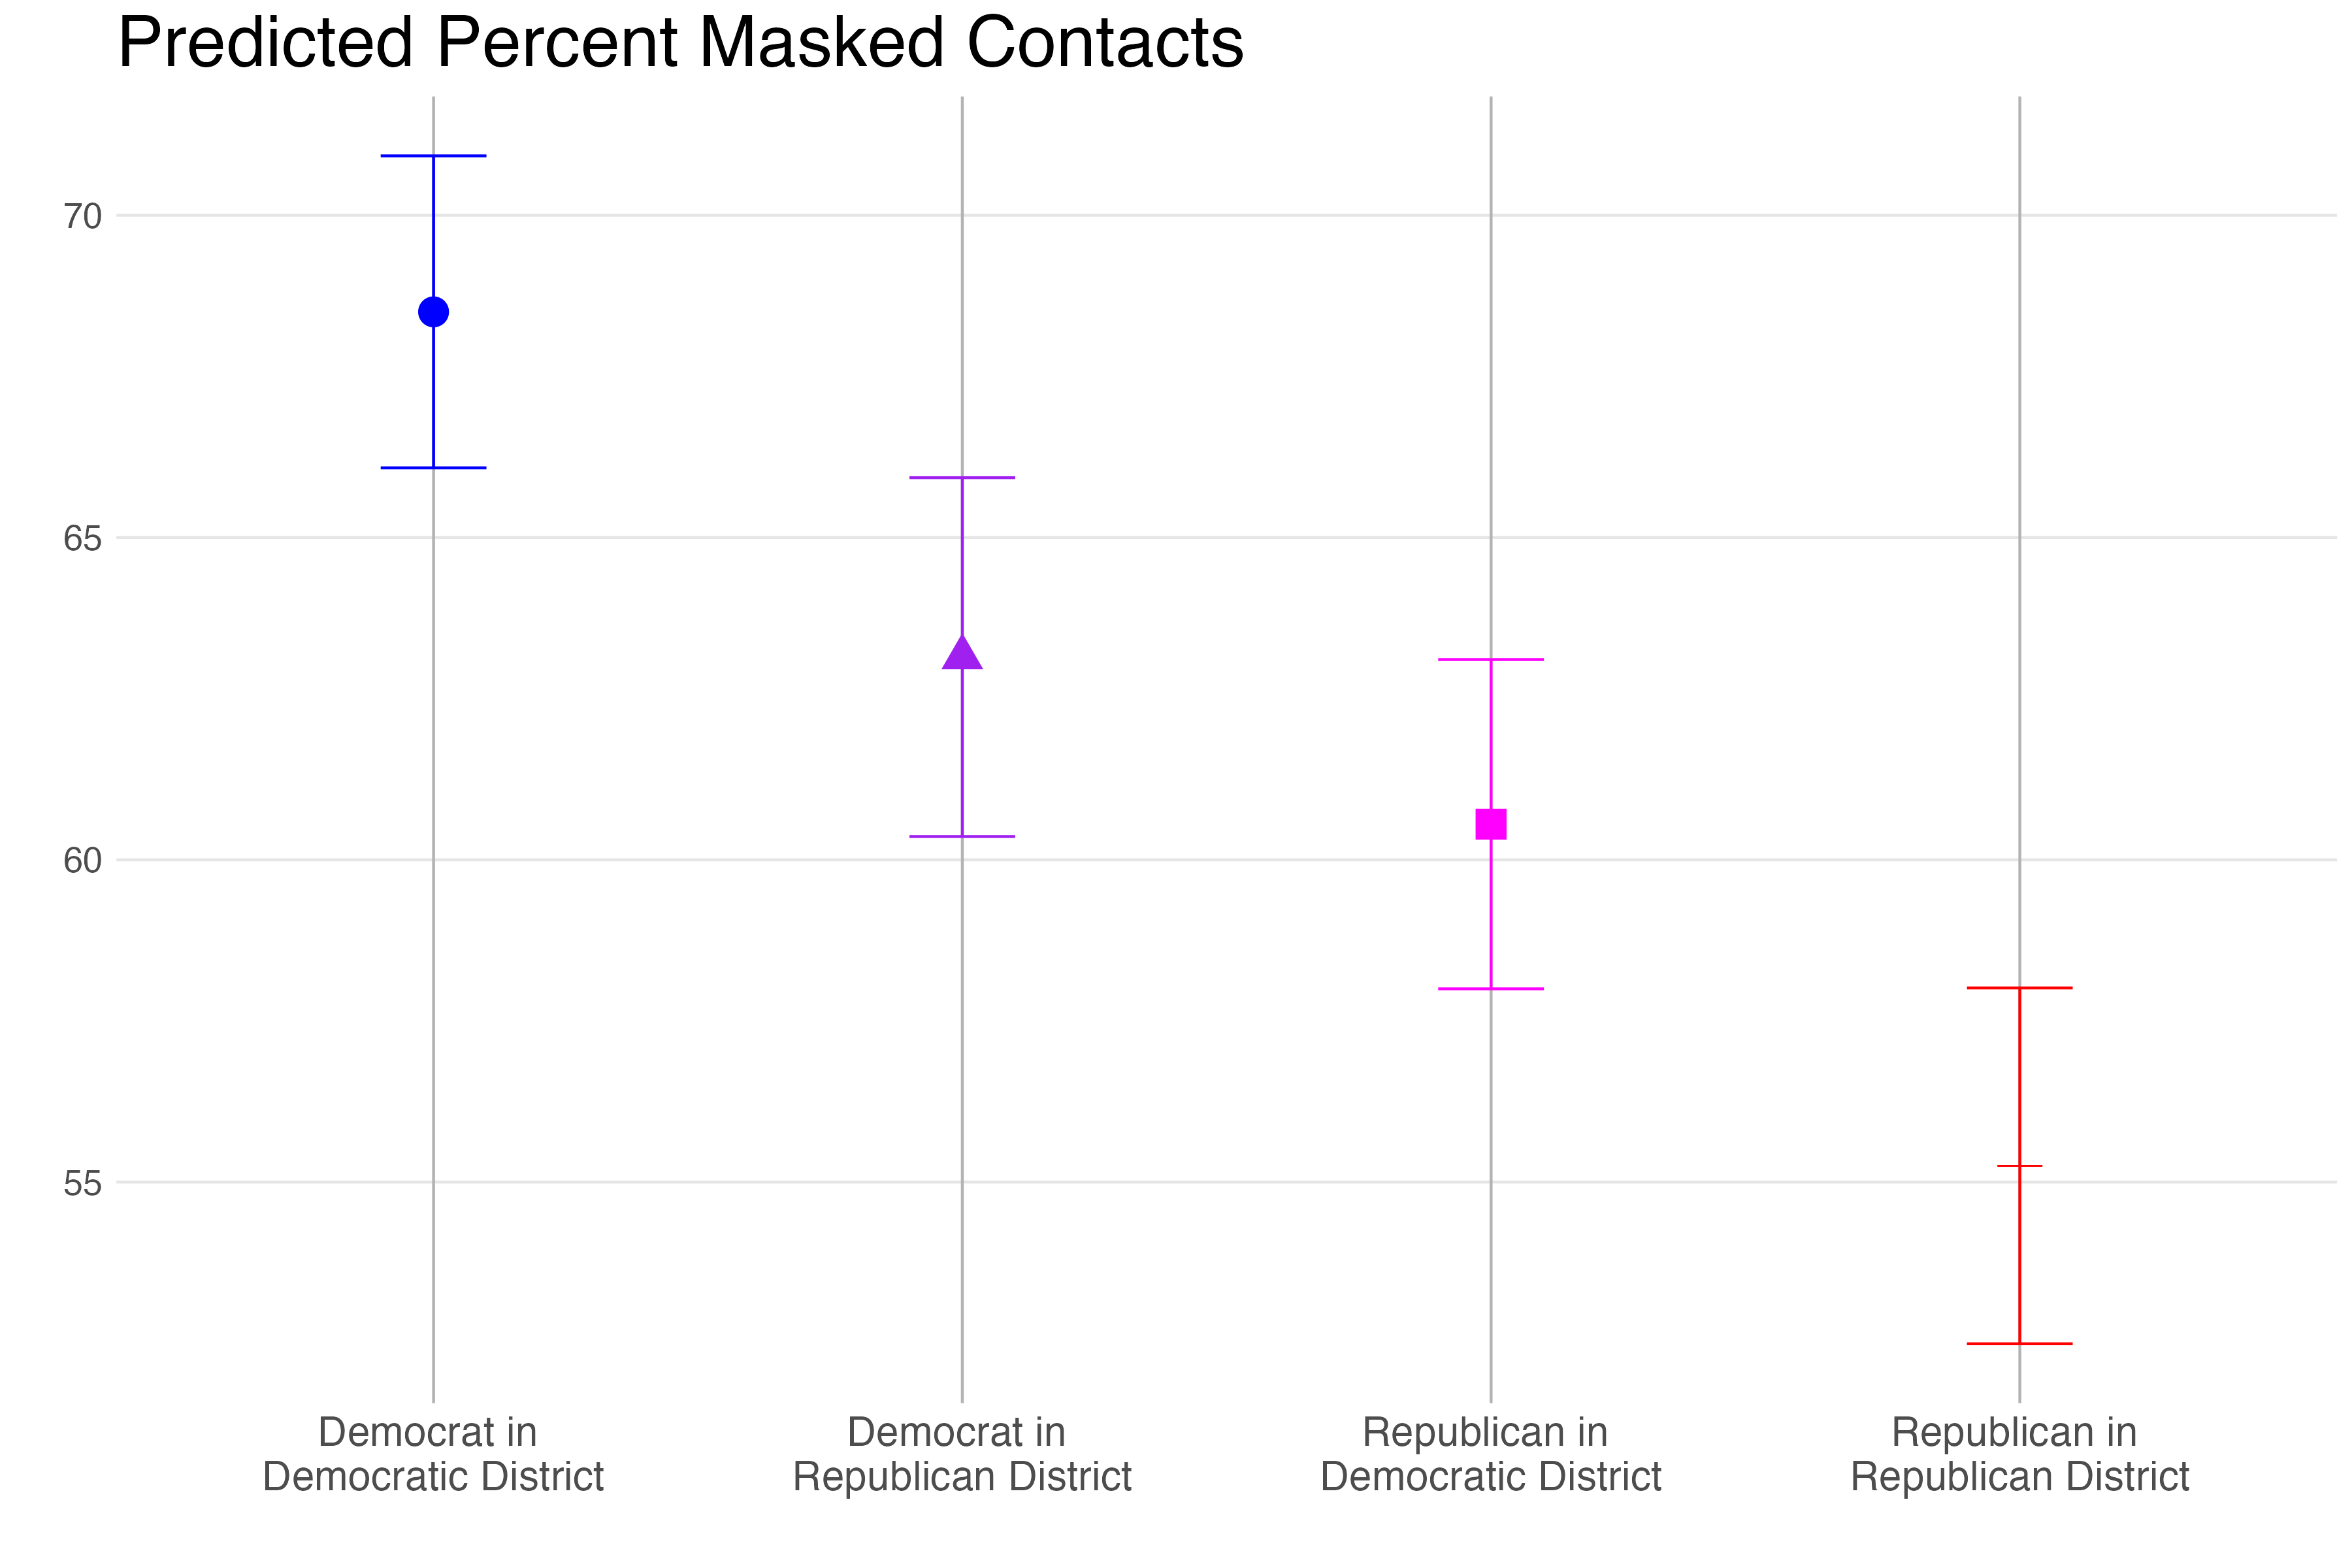 Predicted Percent Masked Contacts
70
65
60
55
Democrat in
Democratic District
Democrat in
Republican District
Republican in
Democratic District
Republican in
Republican District